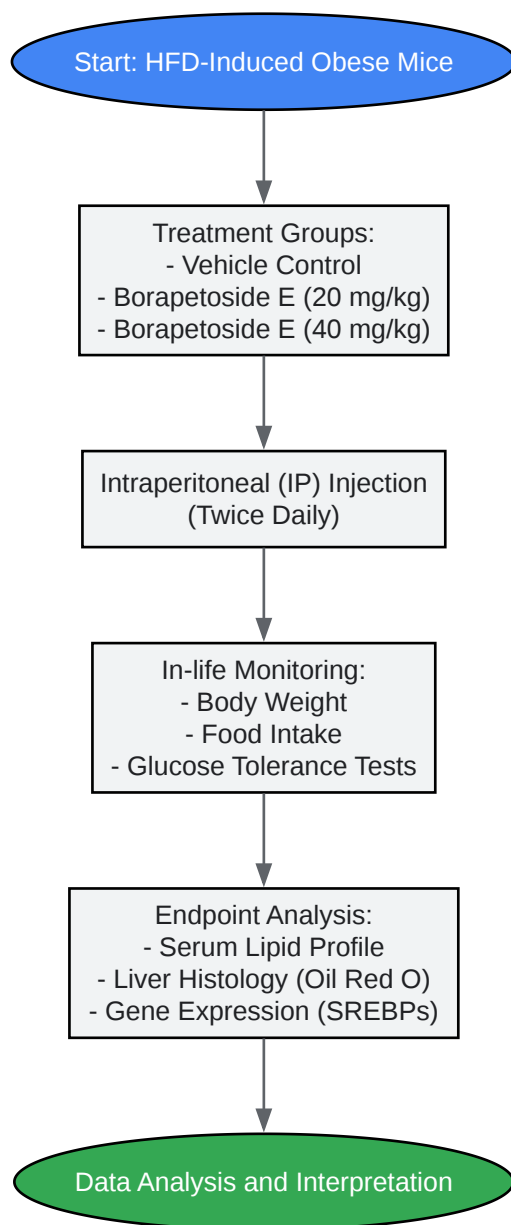 Start: HFD-Induced Obese Mice
Treatment Groups:
- Vehicle Control
- Borapetoside E (20 mg/kg)
- Borapetoside E (40 mg/kg)
Intraperitoneal (IP) Injection
(Twice Daily)
In-life Monitoring:
- Body Weight
- Food Intake
- Glucose Tolerance Tests
Endpoint Analysis:
- Serum Lipid Profile
- Liver Histology (Oil Red O)
- Gene Expression (SREBPs)
Data Analysis and Interpretation